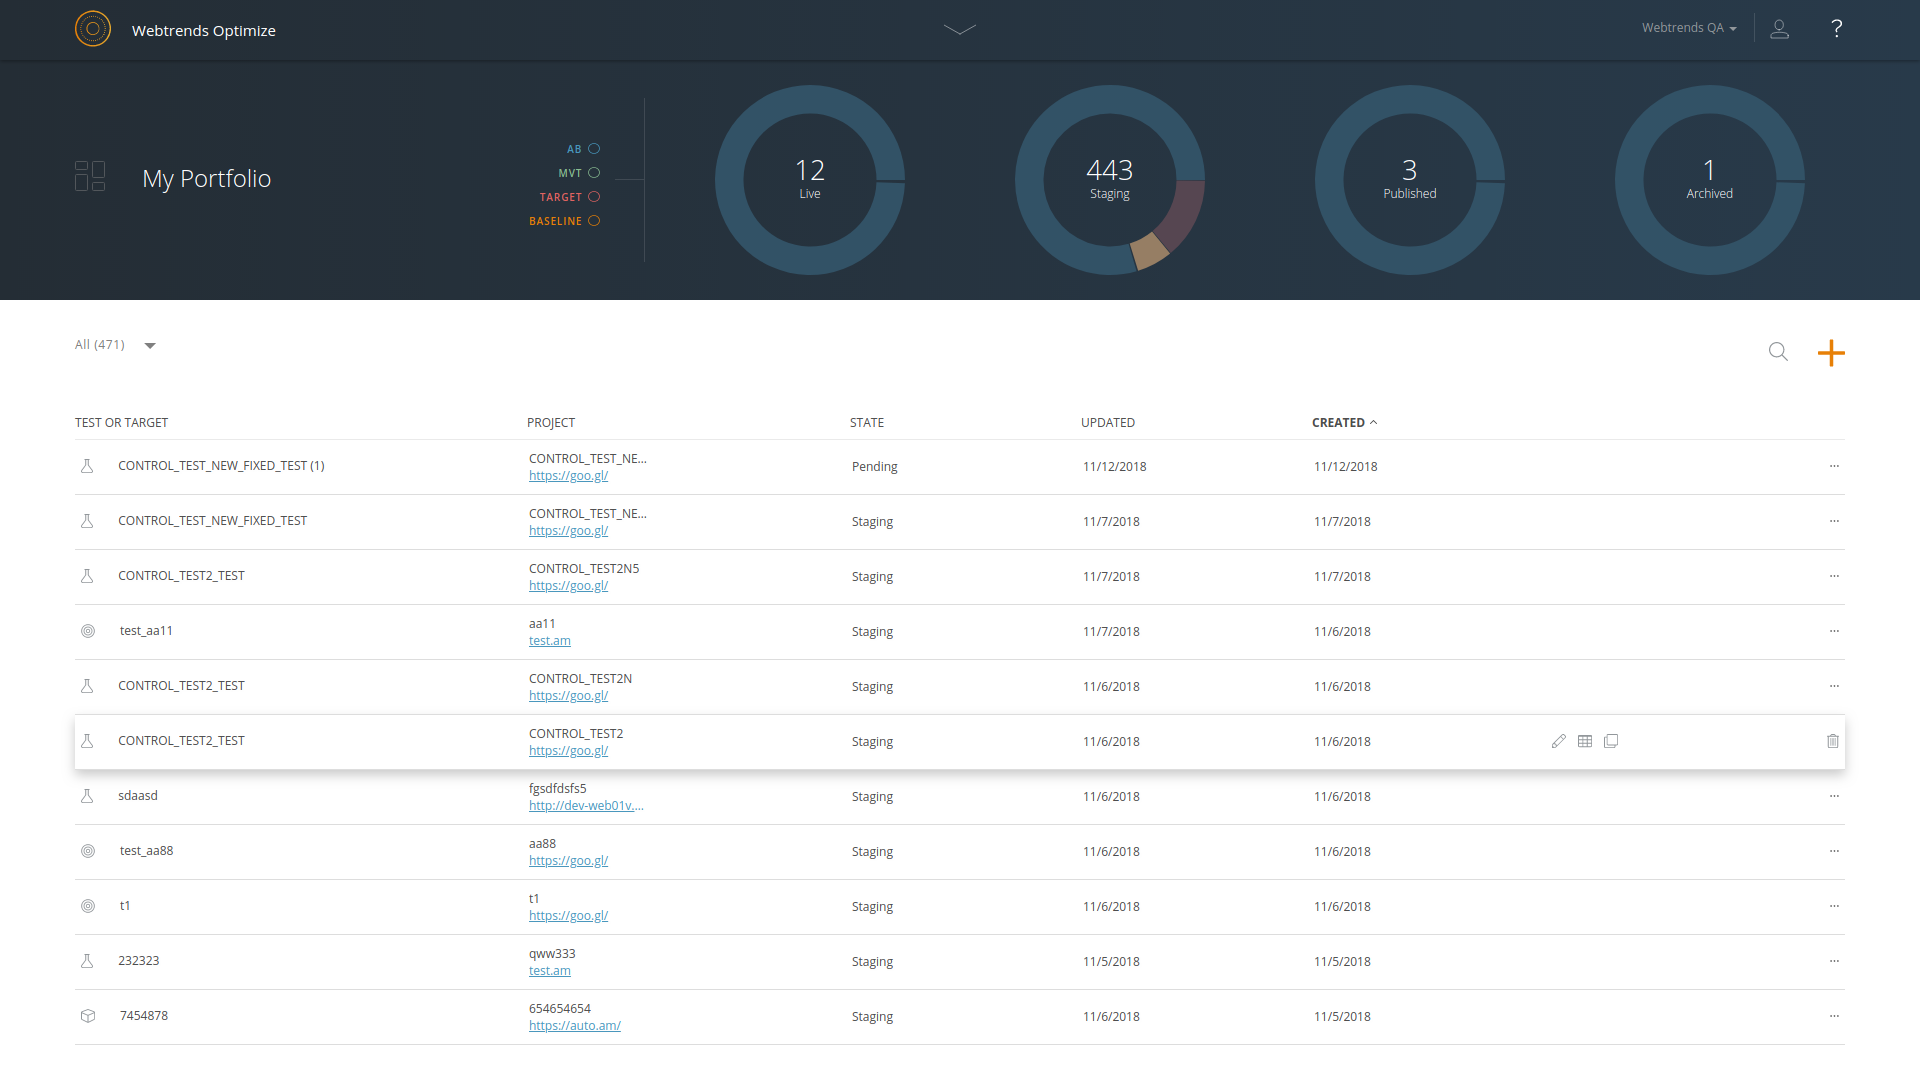 Webtrends Optimize
Webtrends QA
?
My Portfolio
AB
MVT
TARGET
BASELINE
12
Live
443
Staging
3
Published
1
Archived
All (471)
TEST OR TARGET PROJECT STATE UPDATED CREATED
CONTROL_TEST_NEW_FIXED_TEST (1) CONTROL_TEST_NE... Pending 11/12/2018 11/12/2018 ...
https://goo.gl/
CONTROL_TEST_NEW_FIXED_TEST CONTROL_TEST_NE... Staging 11/7/2018 11/7/2018 ...
https://goo.gl/
CONTROL_TEST2_TEST CONTROL_TEST2N5 Staging 11/7/2018 11/7/2018 ...
https://goo.gl/
test_aa11 aa11 Staging 11/7/2018 11/6/2018 ...
test.am
CONTROL_TEST2_TEST CONTROL_TEST2N Staging 11/6/2018 11/6/2018 ...
https://goo.gl/
CONTROL_TEST2_TEST CONTROL_TEST2 Staging 11/6/2018 11/6/2018
https://goo.gl/
sdaasd fgsdfdsfs5 Staging 11/6/2018 11/6/2018 ...
http://dev-web01v....
test_aa88 aa88 Staging 11/6/2018 11/6/2018 ...
https://goo.gl/
t1 t1 Staging 11/6/2018 11/6/2018 ...
https://goo.gl/
232323 qww333 Staging 11/5/2018 11/5/2018 ...
test.am
7454878 654654654 Staging 11/6/2018 11/5/2018 ...
https://auto.am/